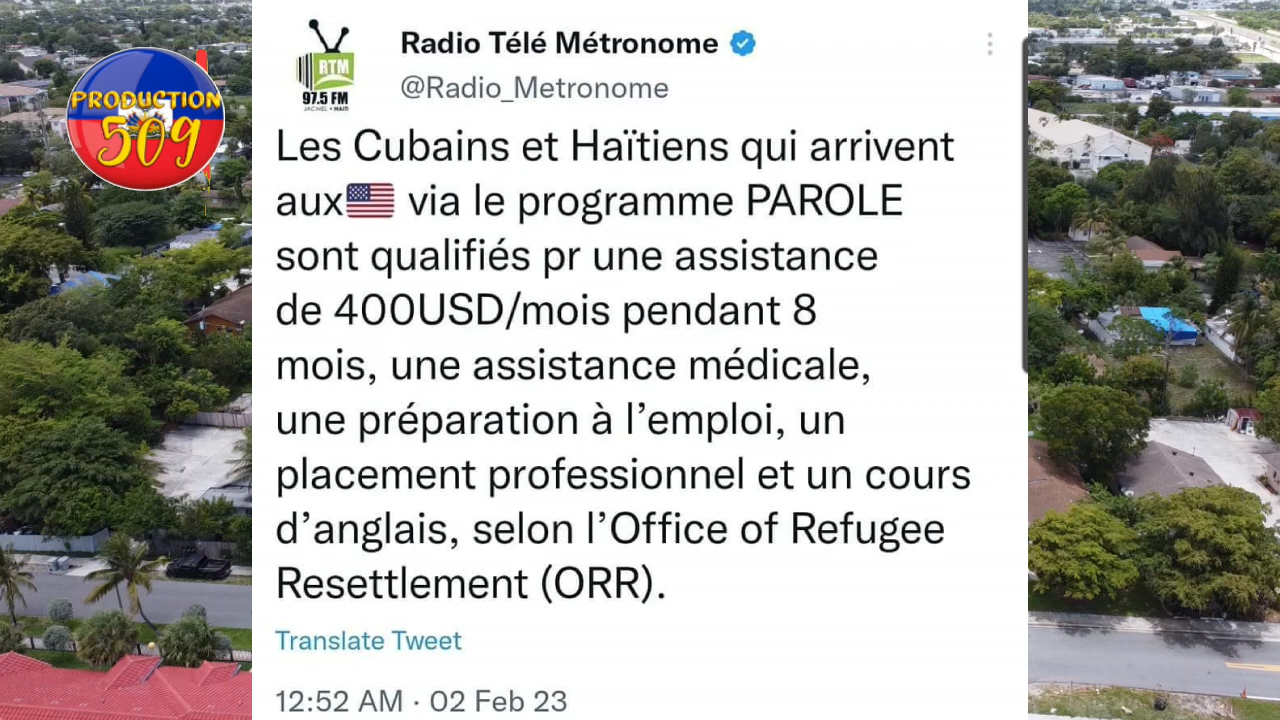 PRODUCTION
509
RTM
97.5 FM
JACMEL • HAITI
Radio Télé Métronome
@Radio_Metronome
Les Cubains et Haïtiens qui arrivent
aux🇺🇸 via le programme PAROLE
sont qualifiés pr une assistance
de 400USD/mois pendant 8
mois, une assistance médicale,
une préparation à l’emploi, un
placement professionnel et un cours
d’anglais, selon l’Office of Refugee
Resettlement (ORR).
Translate Tweet
12:52 AM · 02 Feb 23